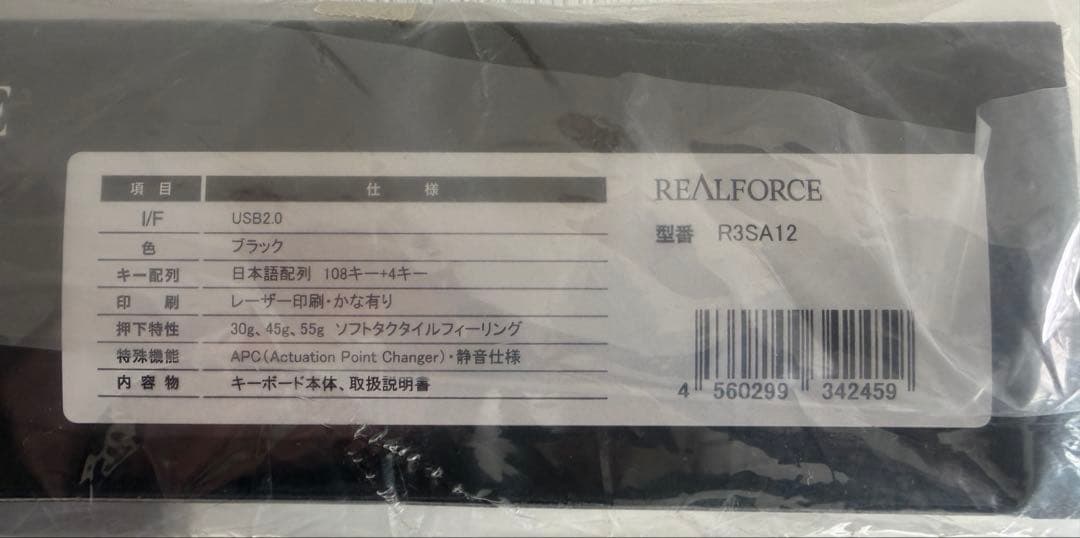 E
項目 仕様
I/F USB2.0
色 ブラック
キー配列 日本語配列 108キー+4キー
印刷 レーザー印刷・かな有り
押下特性 30g、45g、55g ソフトタクタイルフィーリング
特殊機能 APC(Actuation Point Changer)・静音仕様
内容物 キーボード本体、取扱説明書
REALFORCE
型番 R3SA12
4 560299 342459